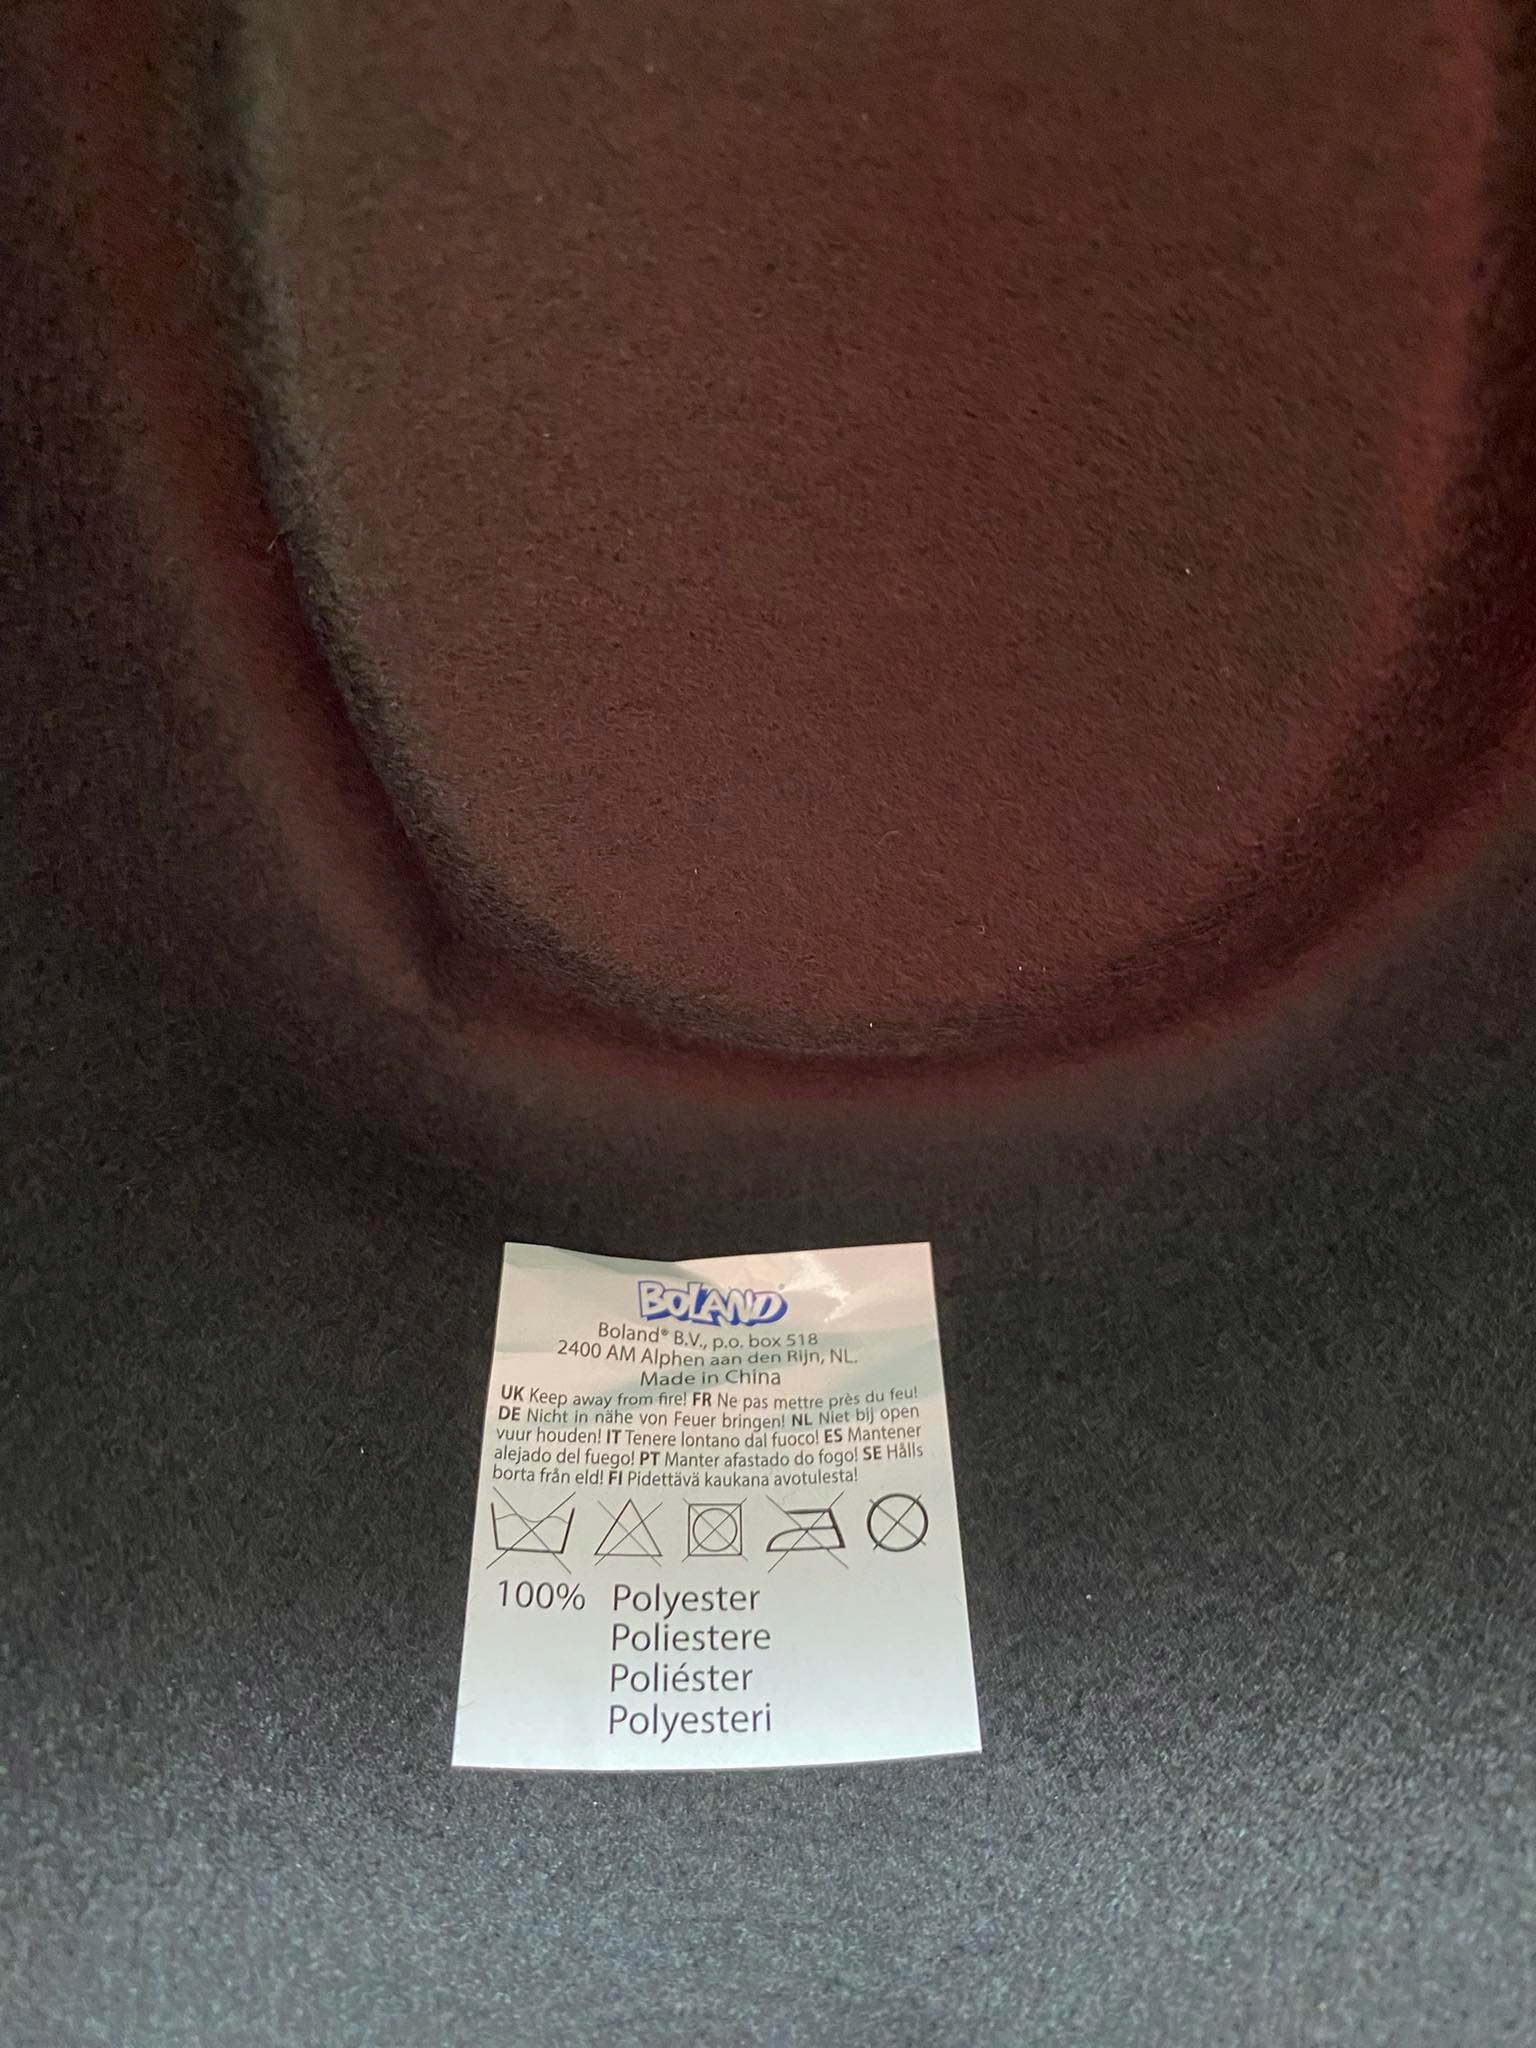 BOLAND
Boland® B.V., p.o. box 518
2400 AM Alphen aan den Rijn, NL.
Made in China
UK Keep away from fire! FR Ne pas mettre près du feu!
DE Nicht in nähe von Feuer bringen! NL Niet bij open
vuur houden! IT Tenere lontano dal fuoco! ES Mantener
alejado del fuego! PT Manter afastado do fogo! SE Hålls
borta från eld! FI Pidettävä kaukana avotulesta!
100% Polyester
Poliestere
Poliéster
Polyesteri